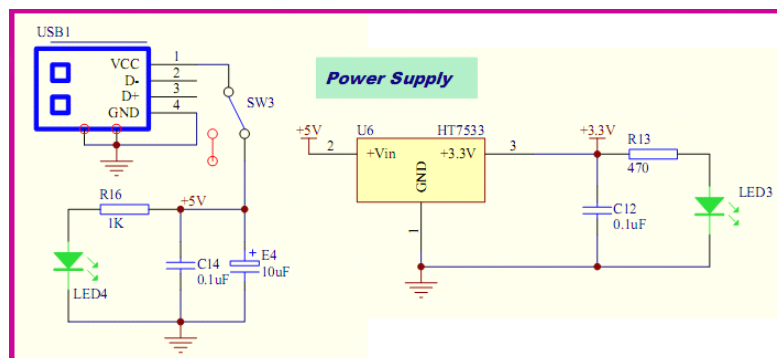 USB1
VCC 1
D- 2
D+ 3
GND 4
SW3
R16
1K
+5V
LED4
C14
0.1uF
+
E4
10uF
Power Supply
+5V
2
U6 HT7533
+Vin +3.3V
GND
3
1
+3.3V
R13
470
C12
0.1uF
LED3